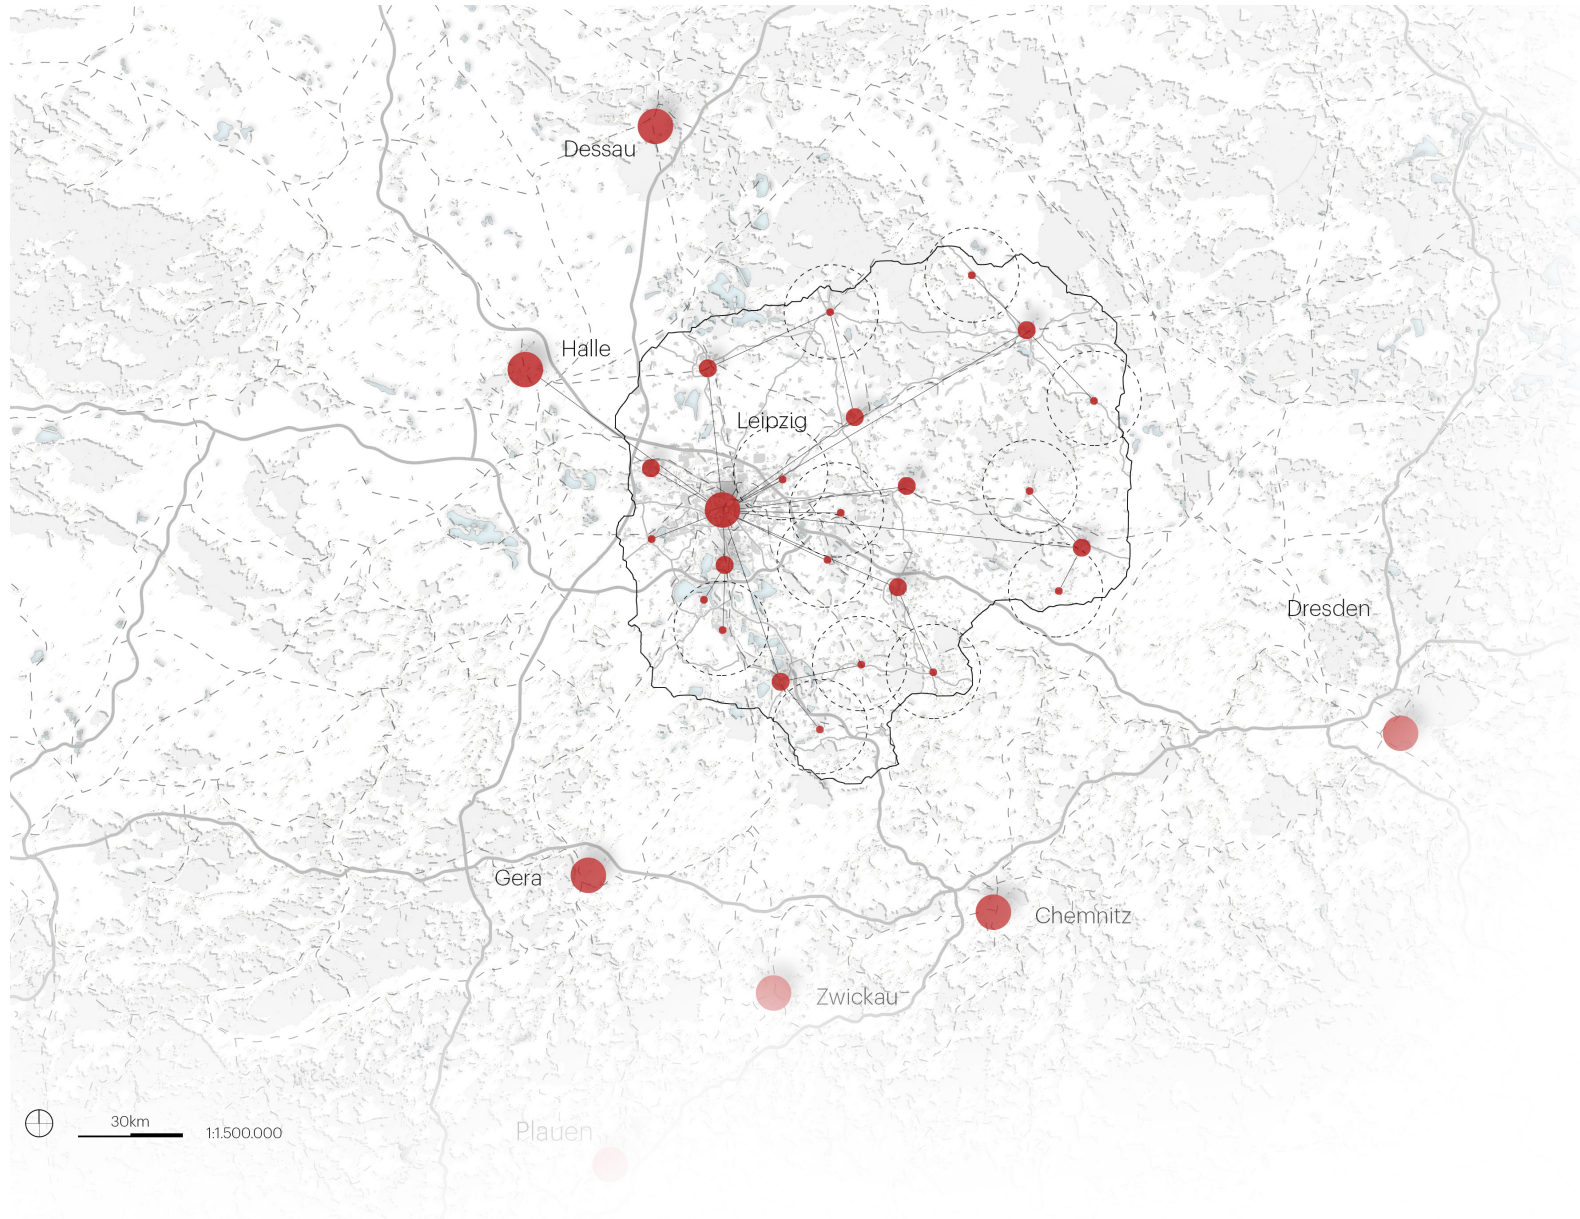 Dessau
Halle
Leipzig
Dresden
Gera
Chemnitz
Zwickau
30km
1:1.500.000
Plauen